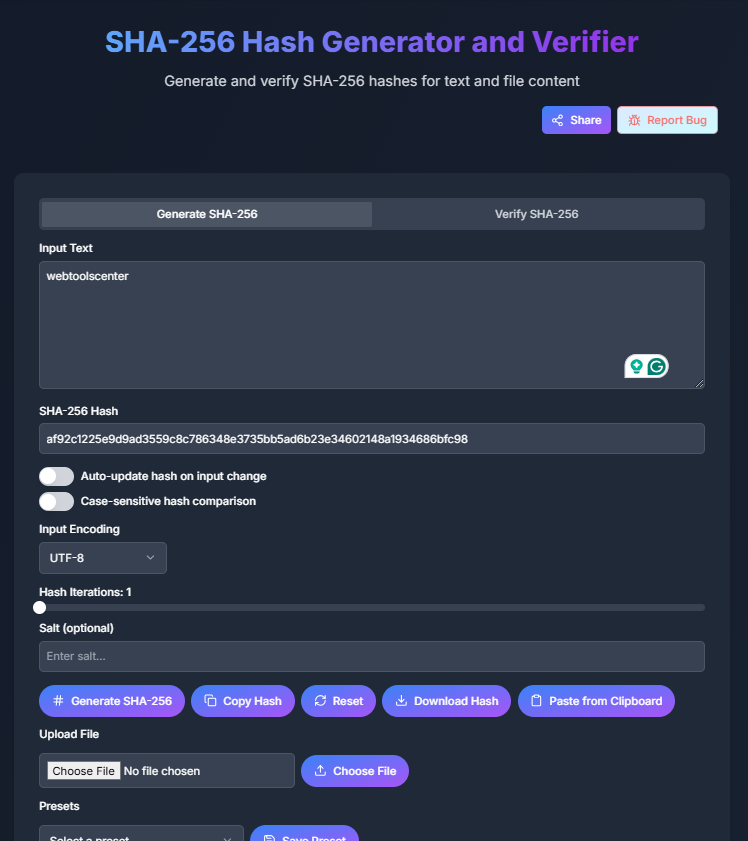 SHA-256 Hash Generator and Verifier
Generate and verify SHA-256 hashes for text and file content
Share Report Bug
Generate SHA-256 Verify SHA-256
Input Text
webtoolscenter
SHA-256 Hash
af92c1225e9d9ad3559c8c786348e3735bb5ad6b23e34602148a1934686bfc98
Auto-update hash on input change
Case-sensitive hash comparison
Input Encoding
UTF-8
Hash Iterations: 1
Salt (optional)
Enter salt...
Generate SHA-256 Copy Hash Reset Download Hash Paste from Clipboard
Upload File
Choose File No file chosen Choose File
Presets
Select a preset Save Preset